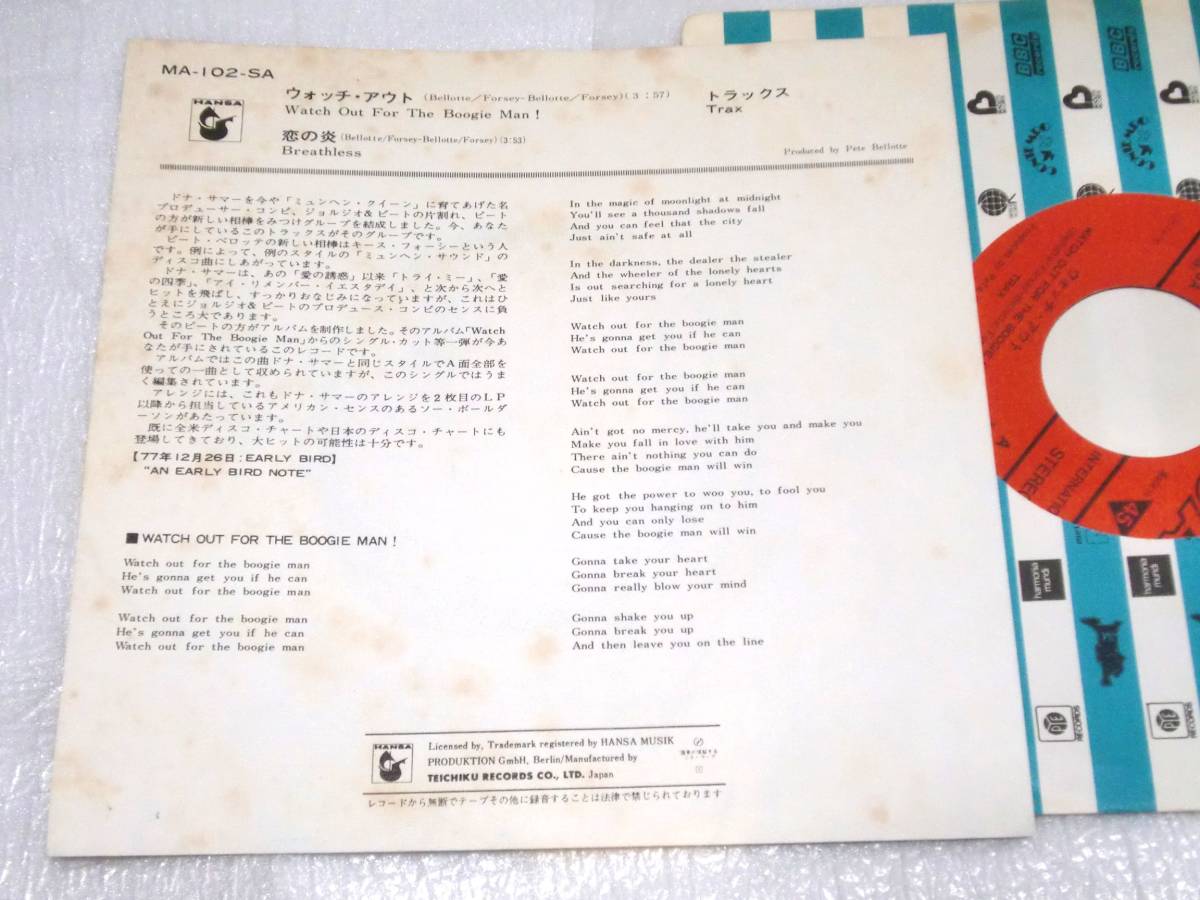 MA-102-SA
HANSA
ウォッチ・アウト (Bellotte/Forsey-Bellotte/Forsey)(3:57)
Watch Out For The Boogie Man!
トラックス
Trax
恋の炎 (Bellotte/Forsey-Bellotte/Forsey)(3:53)
Breathless
Produced by Pete Bellotte
ドナ・サマーを今や「ミュンヘン・クイーン」に育てあげた名
プロデューサー・コンビ、ジョルジオ&ピートの片割れ、ピート
の方が新しい相棒をみつけグループを結成しました。今、あなた
が手にしているこのトラックスがそのグループです。
ピート・ベロッテの新しい相棒はキース・フォーシーという人
です。例によって、例のスタイルの「ミュンヘン・サウンド」の
ディスコ曲にしあがっています。
ドナ・サマーは、あの「愛の誘惑」以来「トライ・ミー」、「愛
の四季」、「アイ・リメンバー・イエスタデイ」、と次から次へと
ヒットを飛ばし、すっかりおなじみになっていますが、これはひ
とえにジョルジオ&ピートのプロデュース・コンビのセンスに負
うところ大であります。
そのピートの方がアルバムを制作しました。そのアルバム「Watch
Out For The Boogie Man」からのシングル・カット等一弾が今あ
なたが手にされているこのレコードです。
アルバムではこの曲ドナ・サマーと同じスタイルでA面全部を
使っての一曲として収められていますが、このシングルではうま
く編集されています。
アレンジには、これもドナ・サマーのアレンジを2枚目のLP
以降から担当しているアメリカン・センスのあるソー・ボールダ
ーソンがあたっています。
既に全米ディスコ・チャートや日本のディスコ・チャートにも
登場してきており、大ヒットの可能性は十分です。
【77年12月26日:EARLY BIRD】
"AN EARLY BIRD NOTE"
■WATCH OUT FOR THE BOOGIE MAN!
Watch out for the boogie man
He's gonna get you if he can
Watch out for the boogie man
Watch out for the boogie man
He's gonna get you if he can
Watch out for the boogie man
In the magic of moonlight at midnight
You'll see a thousand shadows fall
And you can feel that the city
Just ain't safe at all
In the darkness, the dealer the stealer
And the wheeler of the lonely hearts
Is out searching for a lonely heart
Just like yours
Watch out for the boogie man
He's gonna get you if he can
Watch out for the boogie man
Watch out for the boogie man
He's gonna get you if he can
Watch out for the boogie man
Ain't got no mercy, he'll take you and make you
Make you fall in love with him
There ain't nothing you can do
Cause the boogie man will win
He got the power to woo you, to fool you
To keep you hanging on to him
And you can only lose
Cause the boogie man will win
Gonna take your heart
Gonna break your heart
Gonna really blow your mind
Gonna shake you up
Gonna break you up
And then leave you on the line
HANSA
Licensed by, Trademark registered by HANSA MUSIK
PRODUKTION GmbH, Berlin/Manufactured by
TEICHIKU RECORDS CO., LTD. Japan
Ⓟ
レコードから無断でテープその他に録音することは法律で禁じられております
BBC
BBC
ウォッチ・アウト
WATCH OUT FOR THE BOOGIE
TRAX
A
STEREO
45
INTERNATIO
harmonia
mundi
harmonia
mundi
PYE
RECORDS
PYE
RECORDS